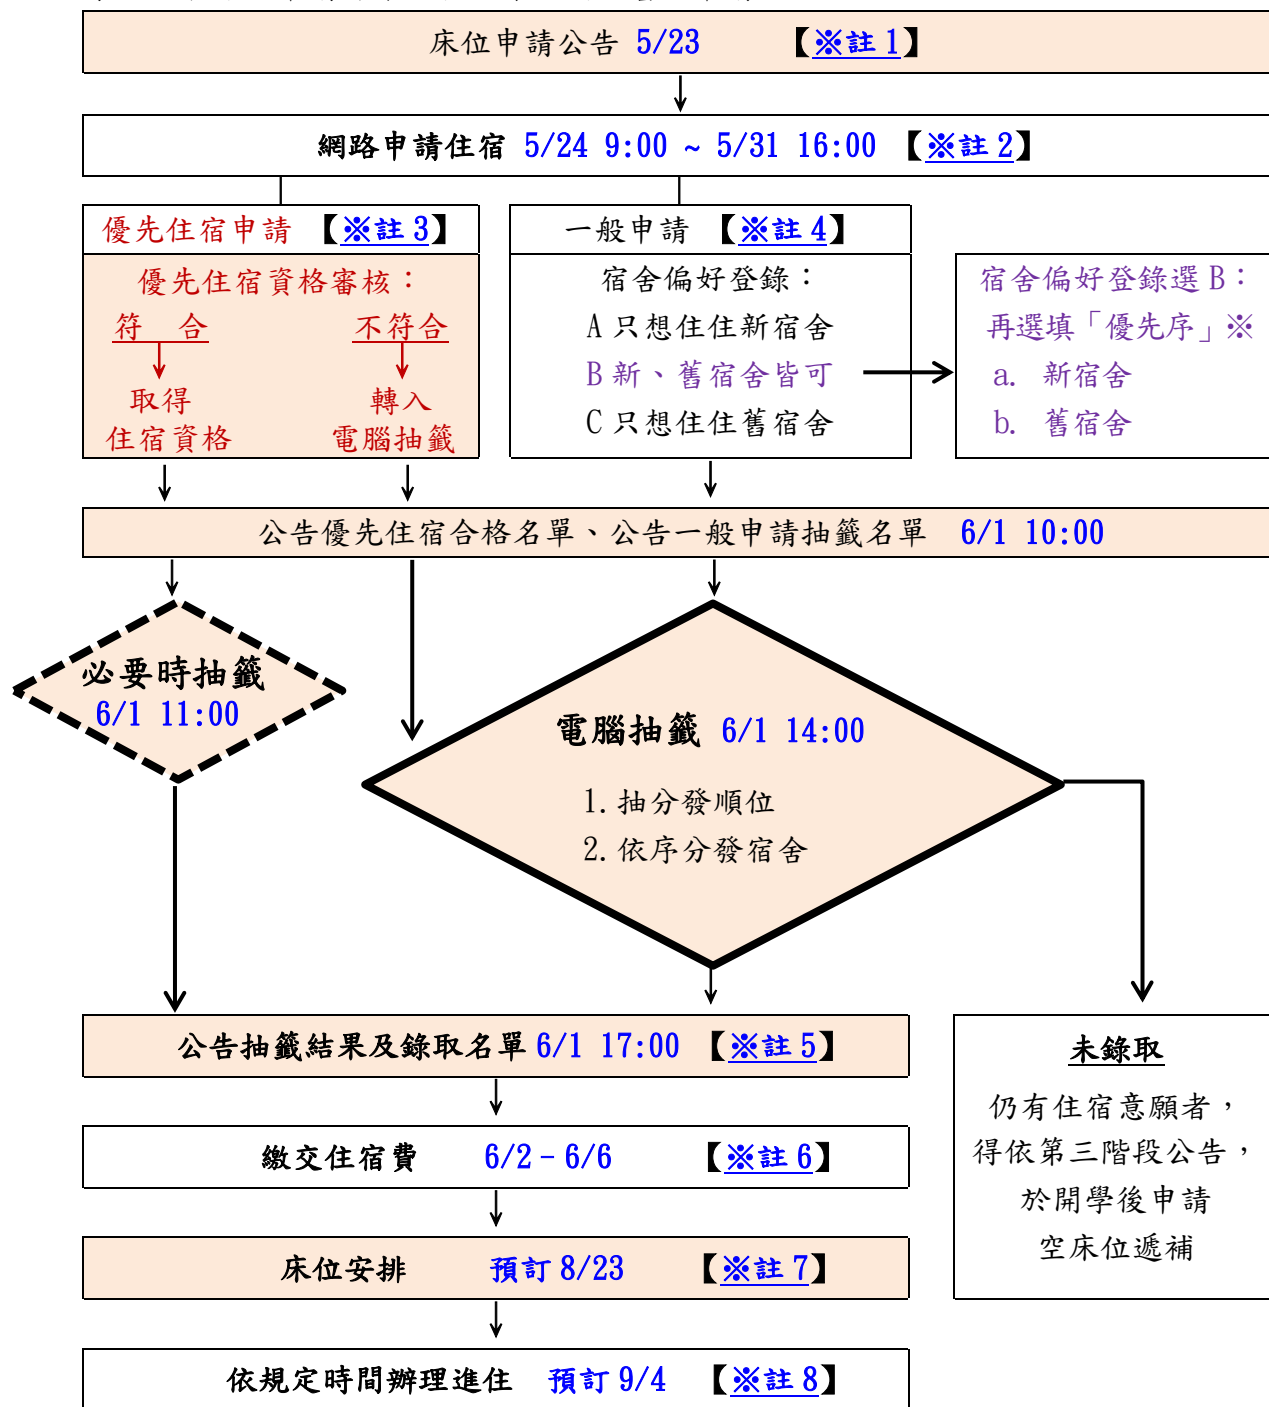 床位申請公告 5/23 【※註 1】
網路申請住宿 5/24 9:00 ~ 5/31 16:00 【※註 2】
優先住宿申請 【※註 3】
優先住宿資格審核：
符 合 不符合
取得 轉入
住宿資格 電腦抽籤
一般申請 【※註 4】
宿舍偏好登錄：
A 只想住住新宿舍
B 新、舊宿舍皆可
C 只想住住舊宿舍
宿舍偏好登錄選 B：
再選填「優先序」※
a. 新宿舍
b. 舊宿舍
公告優先住宿合格名單、公告一般申請抽籤名單 6/1 10:00
必要時抽籤
6/1 11:00
電腦抽籤 6/1 14:00
1. 抽分發順位
2. 依序分發宿舍
公告抽籤結果及錄取名單 6/1 17:00 【※註 5】
繳交住宿費 6/2－6/6 【※註 6】
床位安排 預訂 8/23 【※註 7】
依規定時間辦理進住 預訂 9/4 【※註 8】
未錄取
仍有住宿意願者，
得依第三階段公告，
於開學後申請
空床位遞補